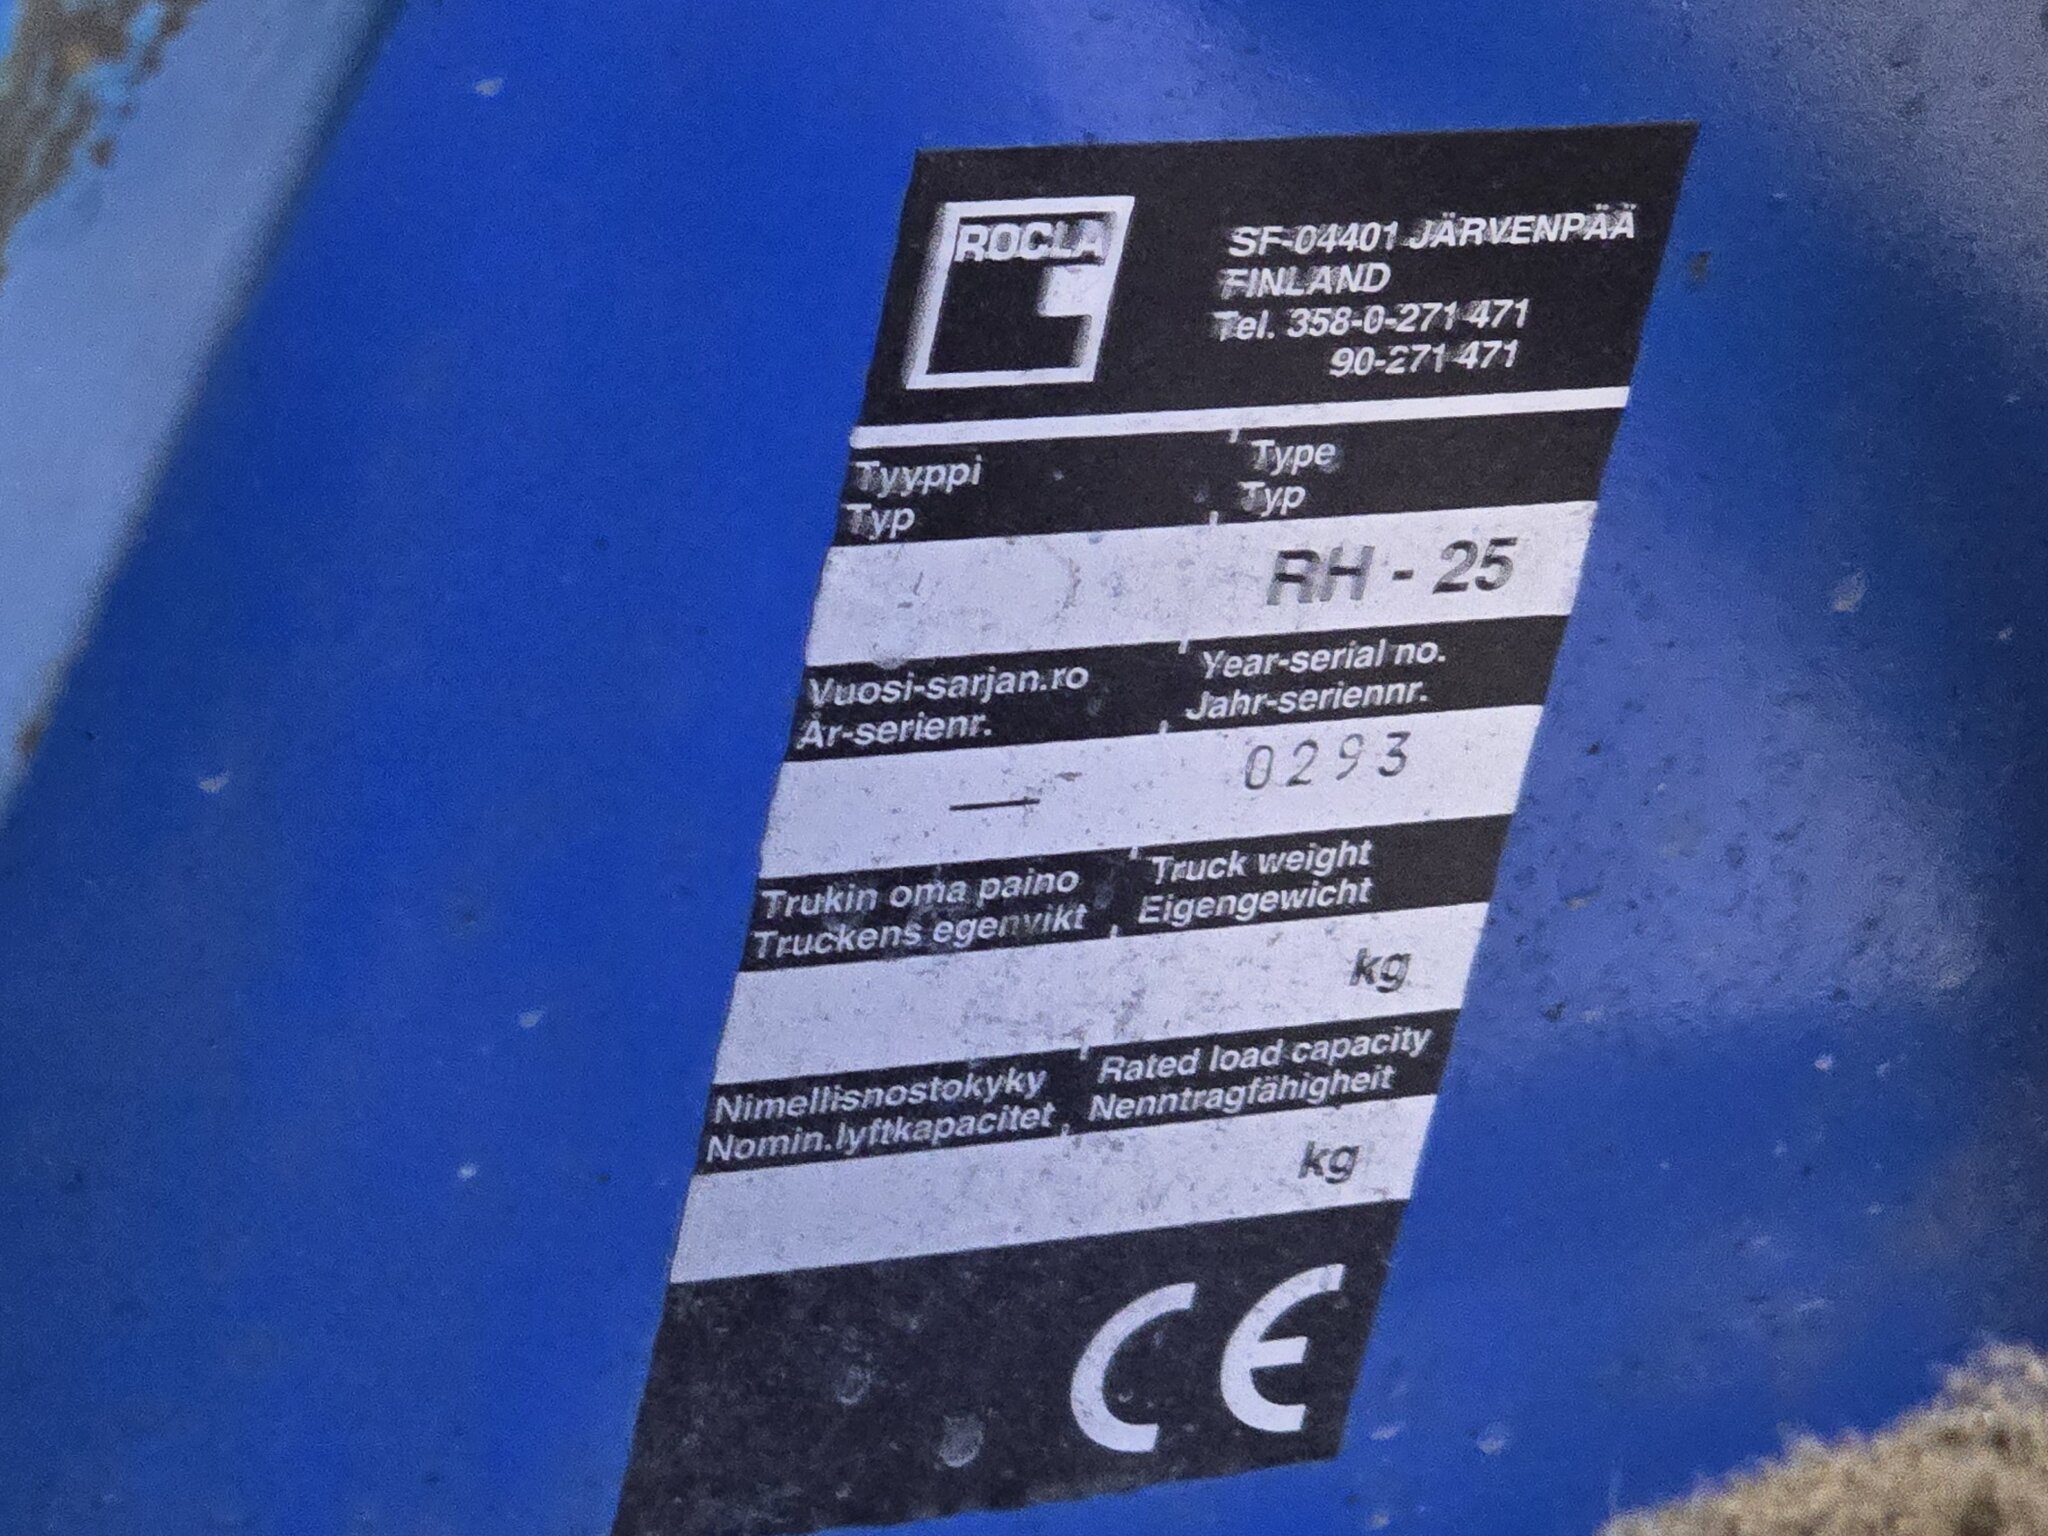 ROCLA
SF-04401 JÄRVENPÄÄ
FINLAND
Tel. 358-0-271 471
90-271 471
Tyyppi
Typ
Type
Typ
RH - 25
Vuosi-sarjan.ro
År-serienr.
Year-serial no.
Jahr-seriennr.
— 0293
Trukin oma paino
Truckens egenvikt
Truck weight
Eigengewicht
kg
Nimellisnostokyky
Nomin.lyftkapacitet
Rated load capacity
Nenntragfähigheit
kg
CE